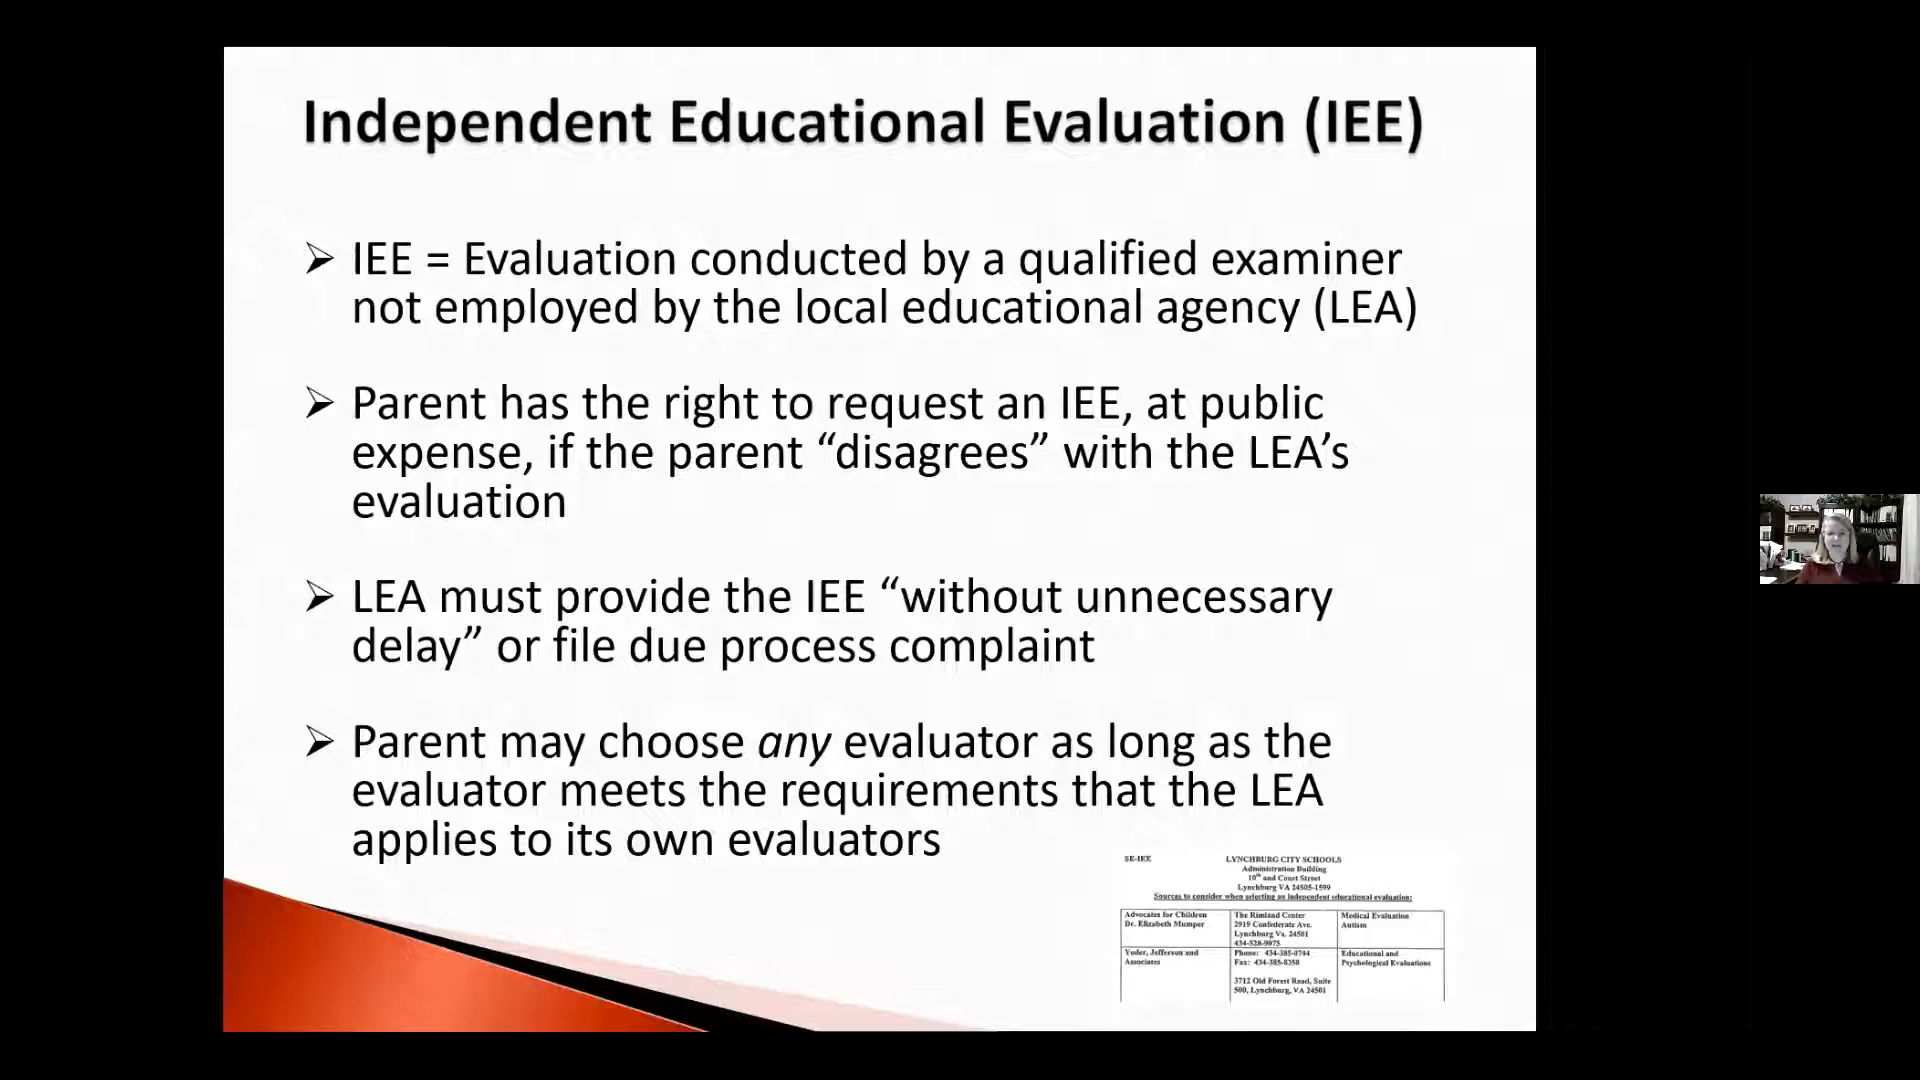 Independent Educational Evaluation (IEE)
➢ IEE = Evaluation conducted by a qualified examiner
not employed by the local educational agency (LEA)
➢ Parent has the right to request an IEE, at public
expense, if the parent “disagrees” with the LEA’s
evaluation
➢ LEA must provide the IEE “without unnecessary
delay” or file due process complaint
➢ Parent may choose any evaluator as long as the
evaluator meets the requirements that the LEA
applies to its own evaluators
SE-IEE
LYNCHBURG CITY SCHOOLS
Administration Building
10th and Court Street
Lynchburg VA 24505-1599
Sources to consider when selecting an Independent educational evaluation:
Advocates for Children
Dr. Elizabeth Mumper
The Rimland Center
2919 Confederate Ave.
Lynchburg Va. 24501
434-528-9075
Medical Evaluation
Autism
Yoder, Jefferson and
Associates
Phone: 434-385-0744
Fax: 434-385-8358
3712 Old Forest Road, Suite
500, Lynchburg, VA 24501
Educational and
Psychological Evaluations